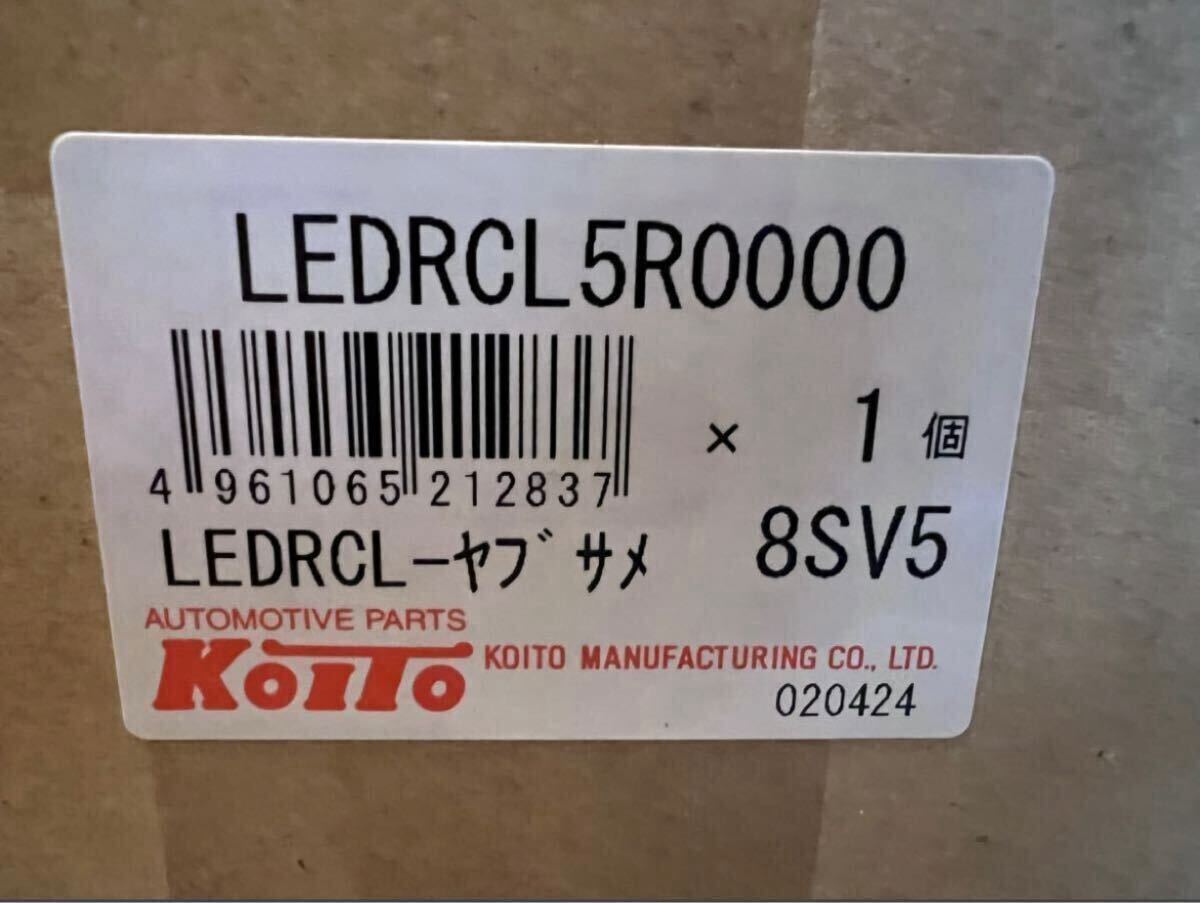 LEDRCL5R0000
× 1 個
4 961065 212837
LEDRCL-ヤブサメ 8SV5
AUTOMOTIVE PARTS
KOITO KOITO MANUFACTURING CO., LTD.
020424